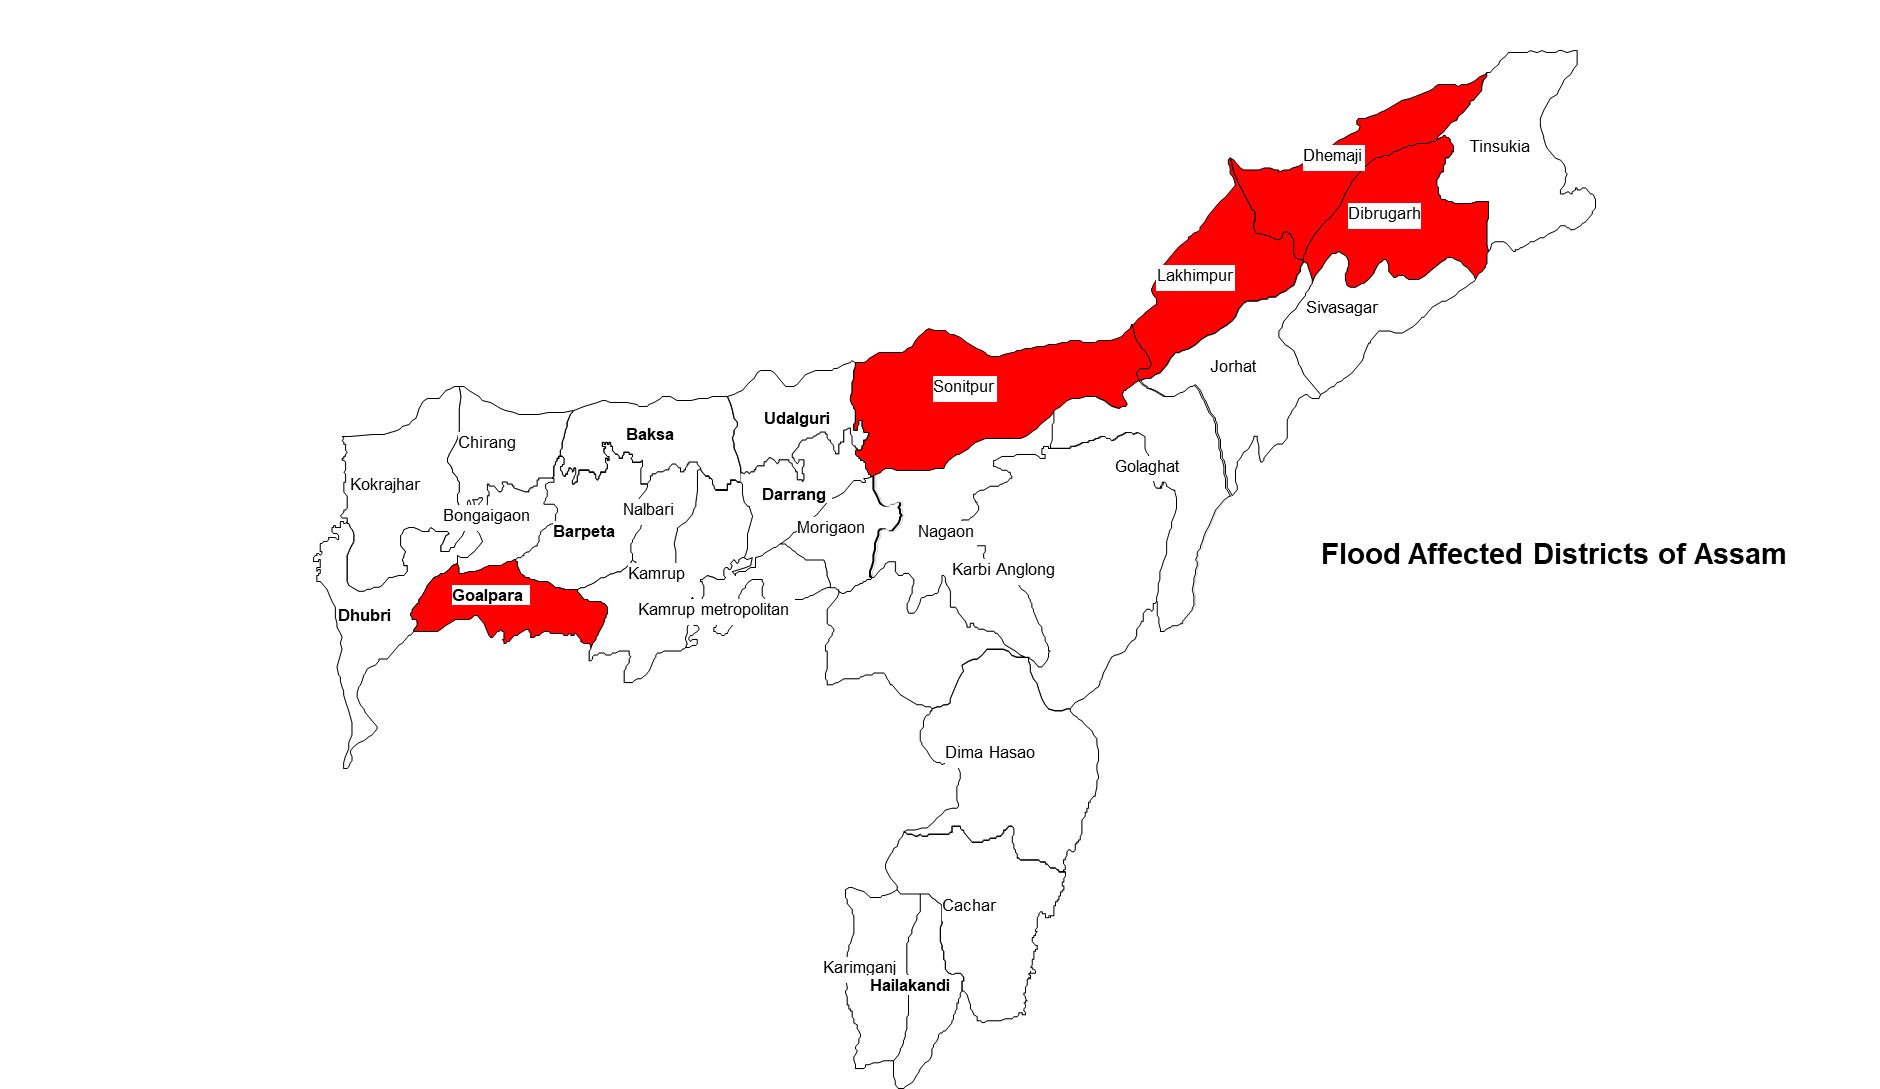 Tinsukia
Dhemaji
Dibrugarh
Lakhimpur
Sivasagar
Jorhat
Sonitpur
Udalguri
Baksa
Chirang
Golaghat
Kokrajhar
Darrang
Nalbari
Bongaigaon
Morigaon
Barpeta
Nagaon
Flood Affected Districts of Assam
Karbi Anglong
Kamrup
Goalpara
Kamrup metropolitan
Dhubri
Dima Hasao
Cachar
Karimganj
Hailakandi